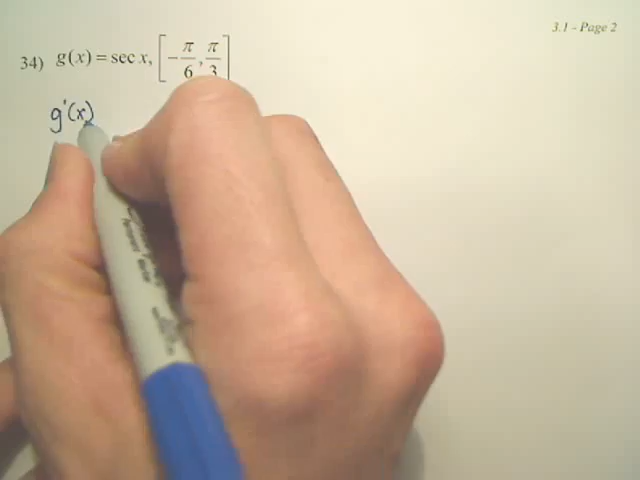 3.1 - Page 2
34) g(x) = sec x, [-π/6, π/3]
g'(x)